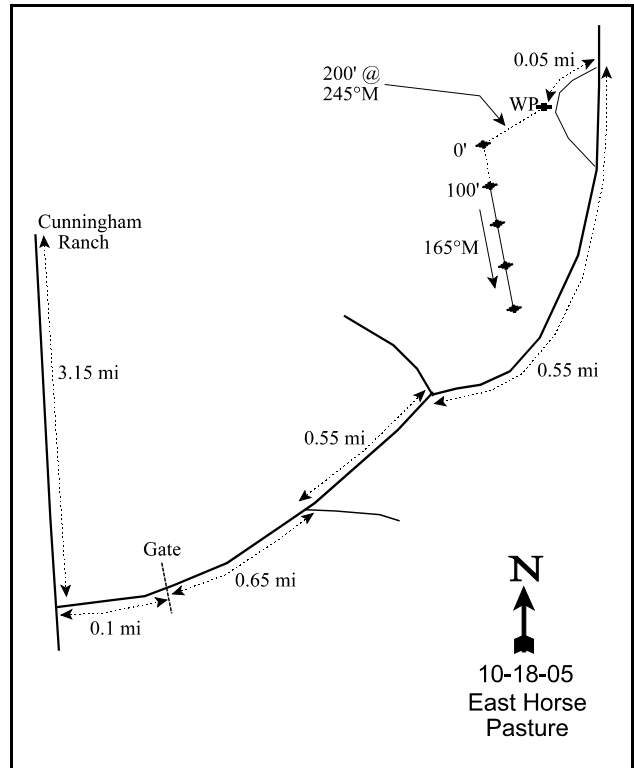 0.05 mi
200' @
245°M
WP
0'
100'
165°M
Cunningham
Ranch
3.15 mi
0.55 mi
0.55 mi
Gate
0.65 mi
0.1 mi
N
10-18-05
East Horse
Pasture